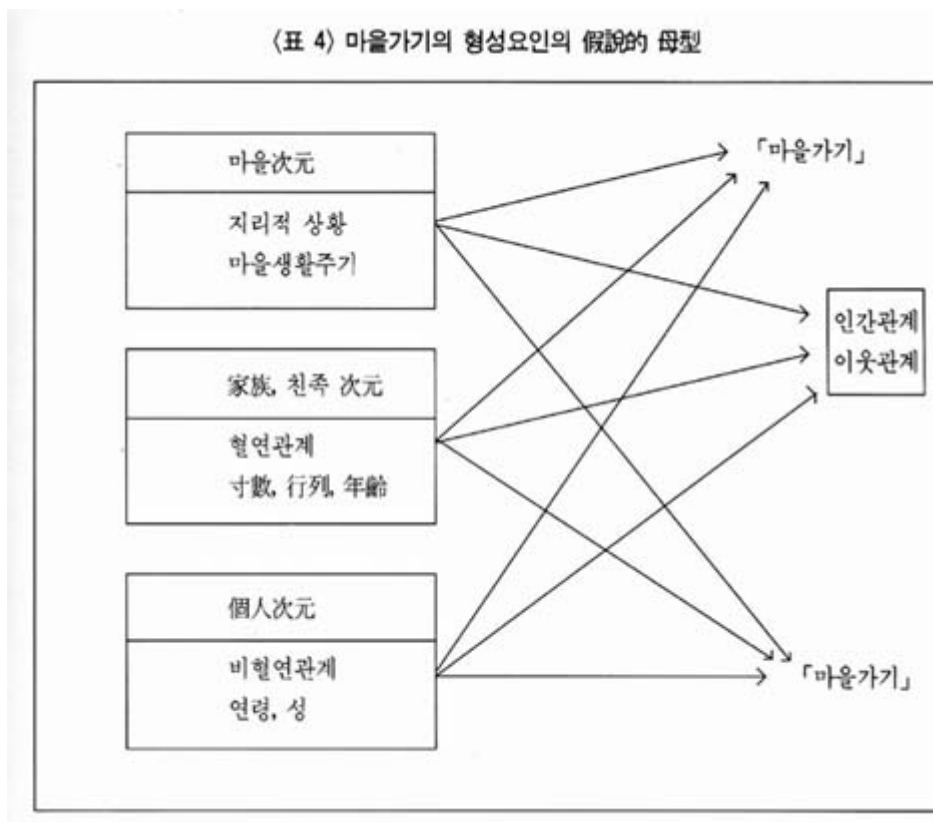 〈표 4〉 마을가기의 형성요인의 假說的 母型
마을次元
지리적 상황
마을생활주기
家族, 친족 次元
혈연관계
寸數, 行列, 年齡
個人次元
비혈연관계
연령, 성
「마을가기」
인간관계
이웃관계
「마을가기」